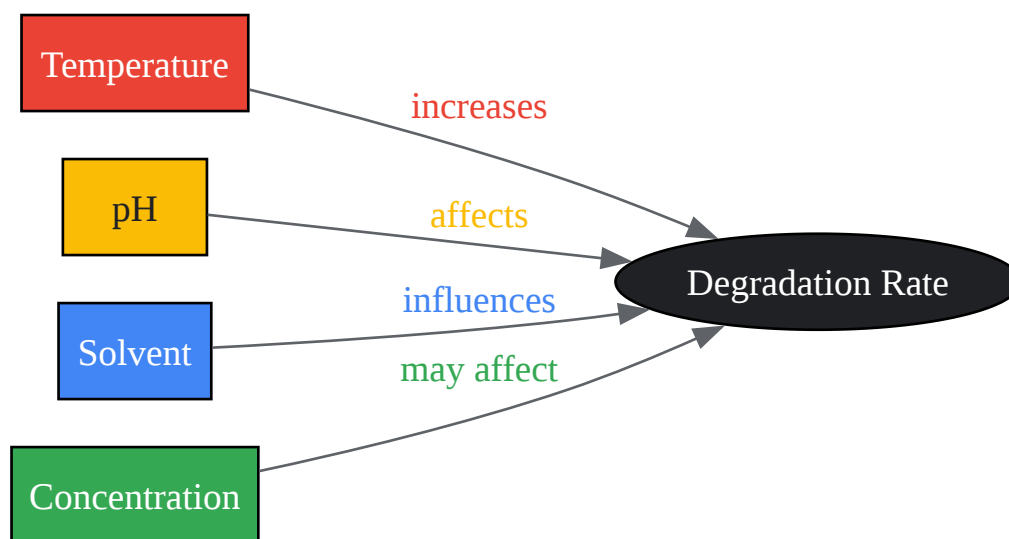 Temperature
increases
pH
affects
Degradation Rate
Solvent
influences
may affect
Concentration